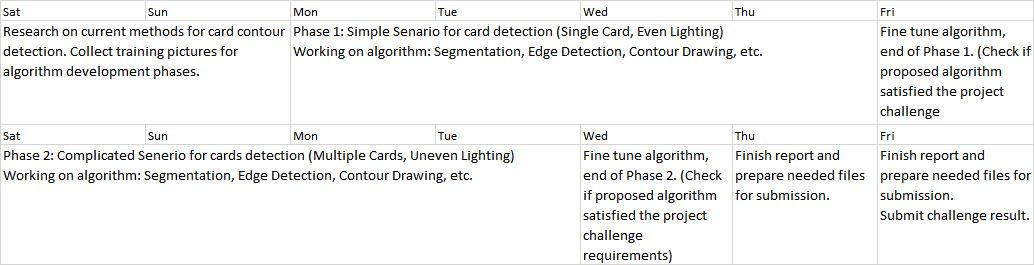 Sat Sun Mon Tue Wed Thu Fri
Research on current methods for card contour
detection. Collect training pictures for
algorithm development phases.
Phase 1: Simple Senario for card detection (Single Card, Even Lighting)
Working on algorithm: Segmentation, Edge Detection, Contour Drawing, etc.
Fine tune algorithm,
end of Phase 1. (Check if
proposed algorithm
satisfied the project
challenge
Sat Sun Mon Tue Wed Thu Fri
Phase 2: Complicated Senerio for cards detection (Multiple Cards, Uneven Lighting)
Working on algorithm: Segmentation, Edge Detection, Contour Drawing, etc.
Fine tune algorithm,
end of Phase 2. (Check
if proposed algorithm
satisfied the project
challenge
requirements)
Finish report and
prepare needed files
for submission.
Finish report and
prepare needed files for
submission.
Submit challenge result.